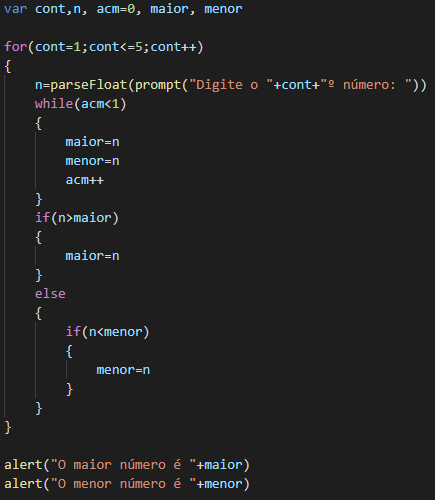 var cont,n, acm=0, maior, menor
for(cont=1;cont<=5;cont++)
{
n=parseFloat(prompt("Digite o "+cont+"º número: "))
while(acm<1)
{
maior=n
menor=n
acm++
}
if(n>maior)
{
maior=n
}
else
{
if(n<menor)
{
menor=n
}
}
}
alert("O maior número é "+maior)
alert("O menor número é "+menor)